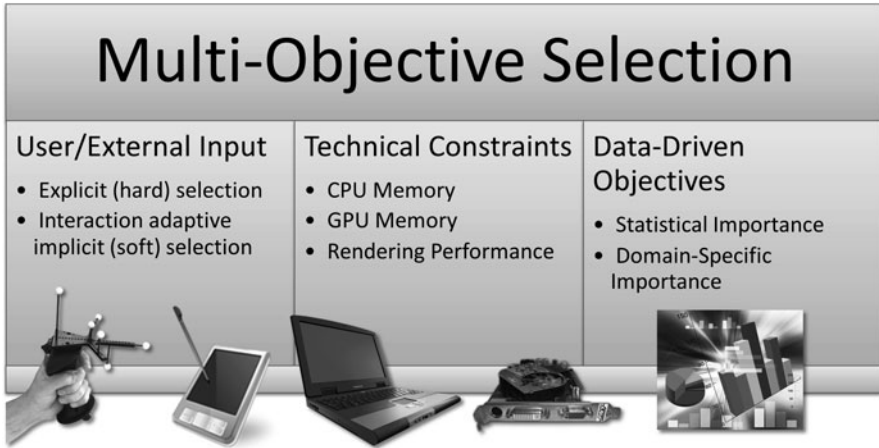 Multi-Objective Selection
User/External Input
• Explicit (hard) selection
• Interaction adaptive
implicit (soft) selection
Technical Constraints
• CPU Memory
• GPU Memory
• Rendering Performance
Data-Driven
Objectives
• Statistical Importance
• Domain-Specific
Importance